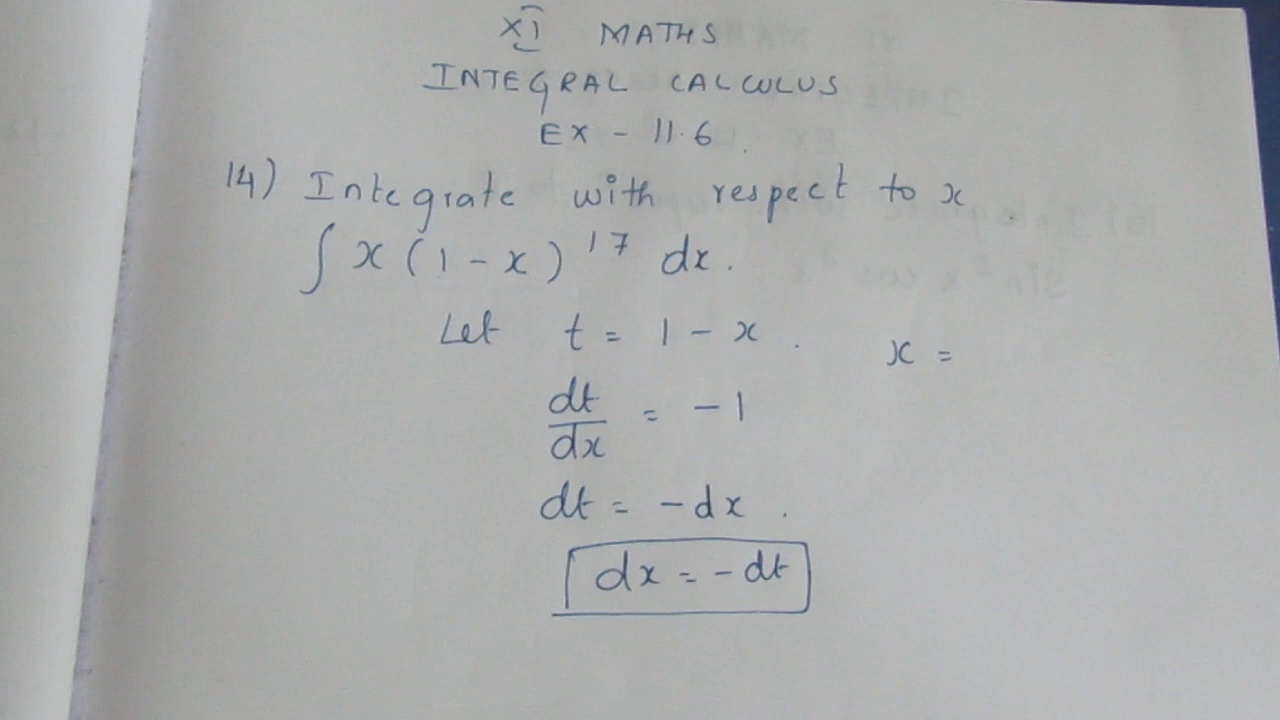 XI MATHS
INTEGRAL CALCULUS
EX - 11.6.
14) Integrate with respect to x.
∫ x (1 - x)^17 dx.
Let t = 1 - x. x =
dt/dx = -1
dt = -dx.
dx = -dt